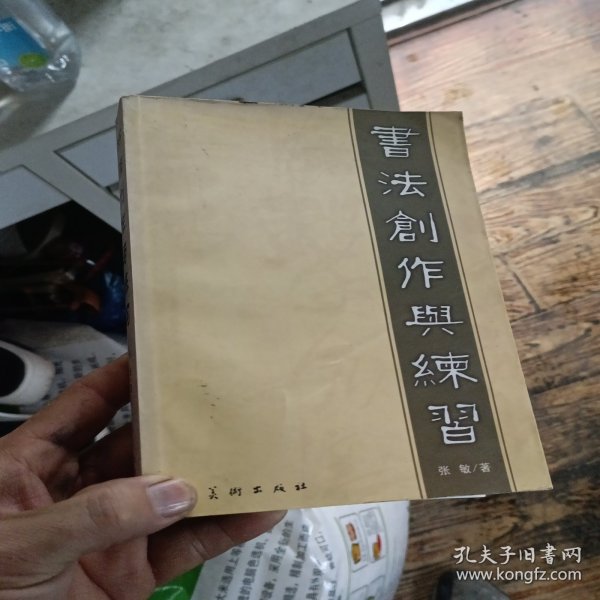 書法創作與練習
张 敏/著
美術出版社
孔夫子旧书网
www.kongfz.com